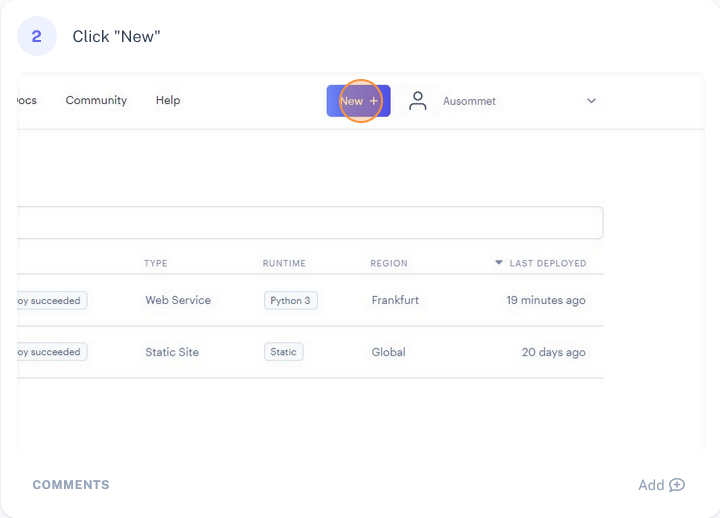 2 Click "New"
ocs Community Help New + Ausommet
TYPE RUNTIME REGION LAST DEPLOYED
oy succeeded Web Service Python 3 Frankfurt 19 minutes ago
oy succeeded Static Site Static Global 20 days ago
COMMENTS Add